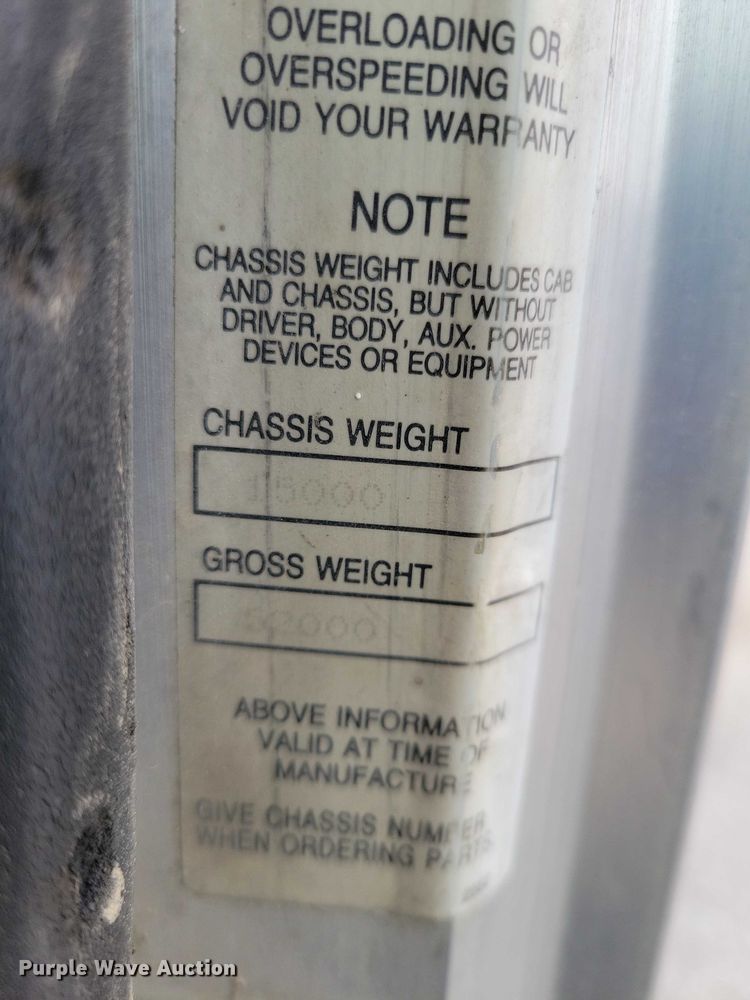 OVERLOADING OR
OVERSPEEDING WILL
VOID YOUR WARRANTY
NOTE
CHASSIS WEIGHT INCLUDES CAB
AND CHASSIS, BUT WITHOUT
DRIVER, BODY, AUX. POWER
DEVICES OR EQUIPMENT
CHASSIS WEIGHT
15000
GROSS WEIGHT
ABOVE INFORMATION
VALID AT TIME OF
MANUFACTURE
GIVE CHASSIS NUMBER
WHEN ORDERING PARTS.
Purple Wave Auction